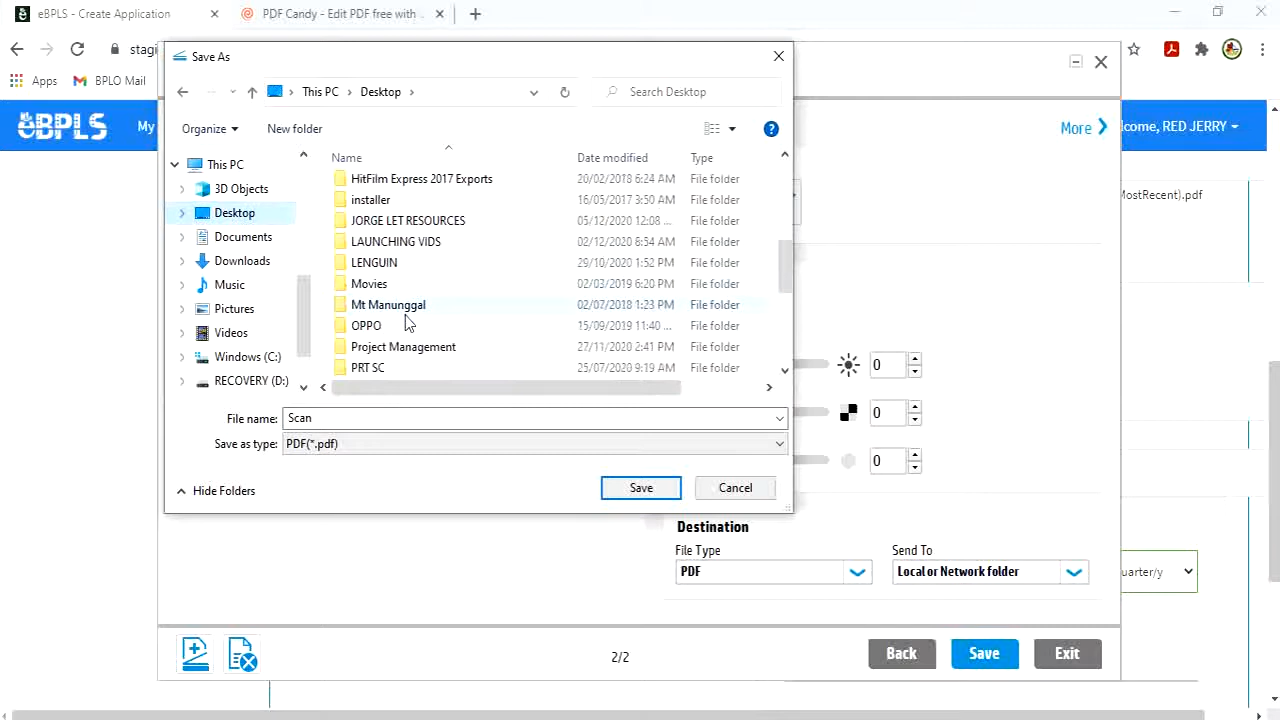 eBPLS - Create Application
PDF Candy - Edit PDF free with
stagi
Apps
BPLO Mail
eBPLS
My
lcome, RED JERRY
Save As
This PC
Desktop
Search Desktop
Organize
New folder
More
Name
Date modified
Type
This PC
3D Objects
Desktop
Documents
Downloads
Music
Pictures
Videos
Windows (C:)
RECOVERY (D:)
HitFilm Express 2017 Exports 20/02/2018 6:24 AM File folder
installer 16/05/2017 3:50 AM File folder
JORGE LET RESOURCES 05/12/2020 12:08 ... File folder
LAUNCHING VIDS 02/12/2020 8:54 AM File folder
LENGUIN 29/10/2020 1:52 PM File folder
Movies 02/03/2019 6:20 PM File folder
Mt Manunggal 02/07/2018 1:23 PM File folder
OPPO 15/09/2019 11:40 ... File folder
Project Management 27/11/2020 2:41 PM File folder
PRT SC 25/07/2020 9:19 AM File folder
MostRecent).pdf
0
0
0
File name: Scan
Save as type: PDF(*.pdf)
Hide Folders
Save
Cancel
Destination
File Type
Send To
PDF
Local or Network folder
uarter/y
2/2
Back
Save
Exit